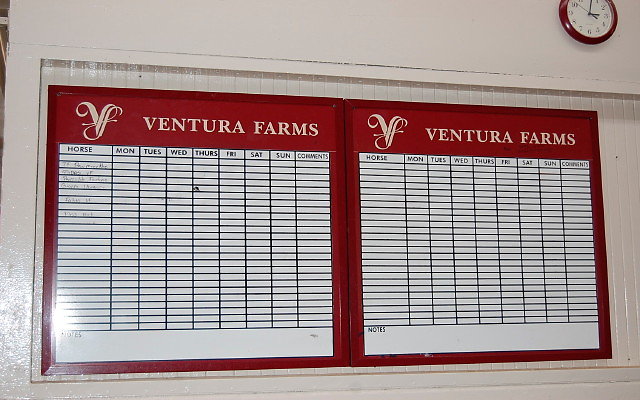 VF VENTURA FARMS
HORSE MON TUES WED THURS FRI SAT SUN COMMENTS
NOTES
VF VENTURA FARMS
HORSE MON TUES WED THURS FRI SAT SUN COMMENTS
NOTES